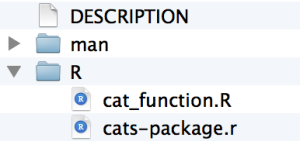 DESCRIPTION
man
R
cat_function.R
cats-package.r